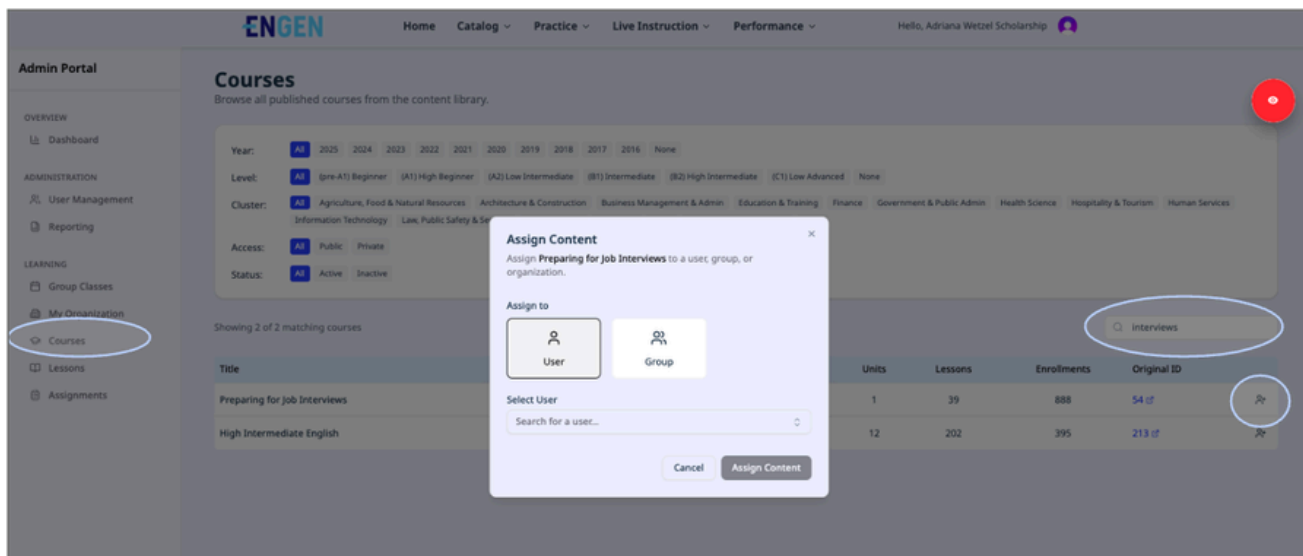 ENGEN
Home Catalog Practice Live Instruction Performance
Hello, Adriana Wetzel Scholarship
Admin Portal
OVERVIEW
Dashboard
ADMINISTRATION
User Management
Reporting
LEARNING
Group Classes
My Organization
Courses
Lessons
Assignments
Courses
Browse all published courses from the content library.
Year: All 2025 2024 2023 2022 2021 2020 2019 2018 2017 2016 None
Level: All (pre-A1) Beginner (A1) High Beginner (A2) Low Intermediate (B1) Intermediate (B2) High Intermediate (C1) Low Advanced None
Cluster: All Agriculture, Food & Natural Resources Architecture & Construction Business Management & Admin Education & Training Finance Government & Public Admin Health Science Hospitality & Tourism Human Services
Information Technology Law, Public Safety & Se
Access: All Public Private
Status: All Active Inactive
Showing 2 of 2 matching courses
interviews
Title Units Lessons Enrollments Original ID
Preparing for Job Interviews 1 39 888 54
High Intermediate English 12 202 395 213
Assign Content
Assign Preparing for Job Interviews to a user, group, or
organization.
Assign to
User Group
Select User
Search for a user...
Cancel Assign Content